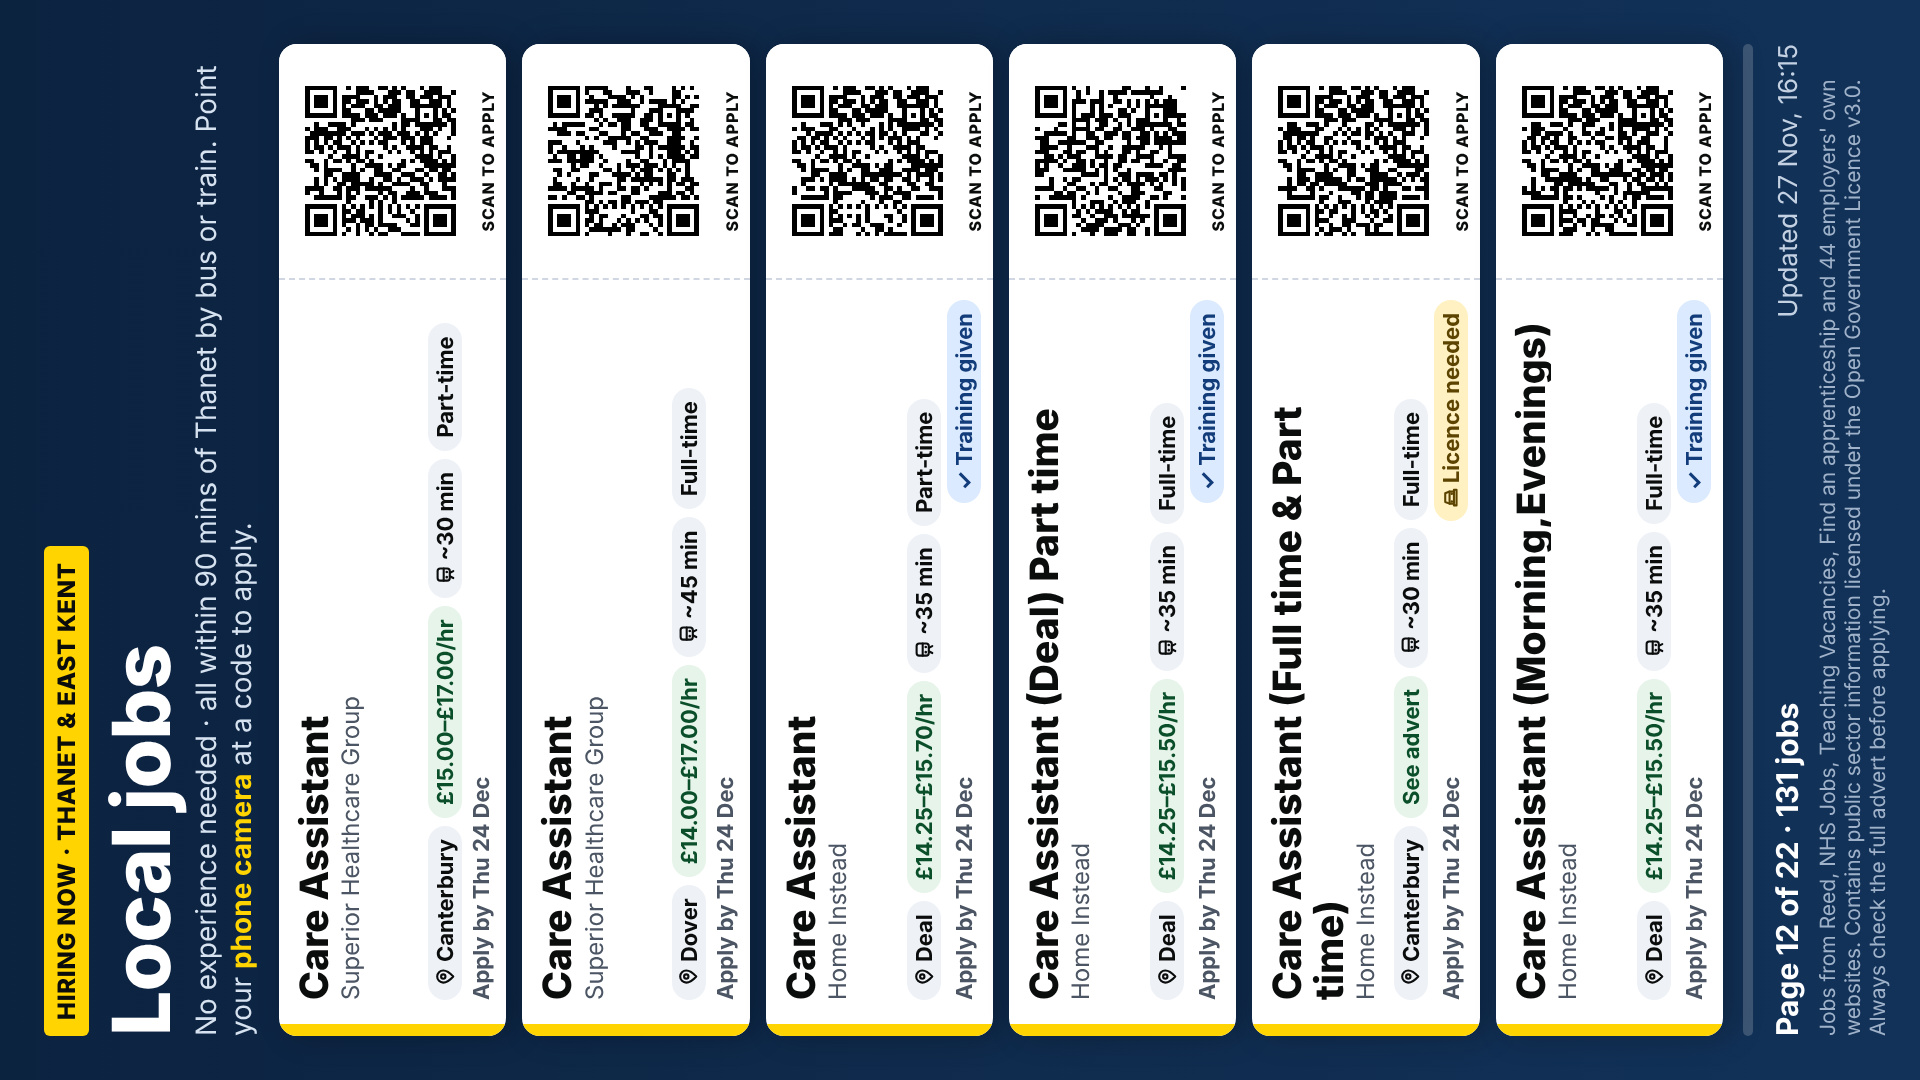 HIRING NOW · THANET & EAST KENT
Local jobs
No experience needed · all within 90 mins of Thanet by bus or train. Point
your phone camera at a code to apply.
Care Assistant
Superior Healthcare Group
Canterbury £15.00–£17.00/hr ~30 min Part-time
Apply by Thu 24 Dec
SCAN TO APPLY
Care Assistant
Superior Healthcare Group
Dover £14.00–£17.00/hr ~45 min Full-time
Apply by Thu 24 Dec
SCAN TO APPLY
Care Assistant
Home Instead
Deal £14.25–£15.70/hr ~35 min Part-time
Apply by Thu 24 Dec ✓ Training given
SCAN TO APPLY
Care Assistant (Deal) Part time
Home Instead
Deal £14.25–£15.50/hr ~35 min Full-time
Apply by Thu 24 Dec ✓ Training given
SCAN TO APPLY
Care Assistant (Full time & Part
time)
Home Instead
Canterbury See advert ~30 min Full-time
Apply by Thu 24 Dec Licence needed
SCAN TO APPLY
Care Assistant (Morning,Evenings)
Home Instead
Deal £14.25–£15.50/hr ~35 min Full-time
Apply by Thu 24 Dec ✓ Training given
SCAN TO APPLY
Page 12 of 22 · 131 jobs Updated 27 Nov, 16:15
Jobs from Reed, NHS Jobs, Teaching Vacancies, Find an apprenticeship and 44 employers' own
websites. Contains public sector information licensed under the Open Government Licence v3.0.
Always check the full advert before applying.